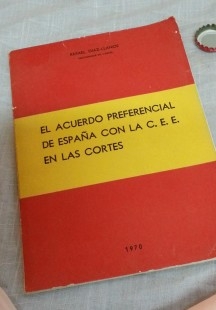 EL ACUERDO PREFERENCIAL
DE ESPAÑA CON LA C. E. E.
EN LAS CORTES
1970